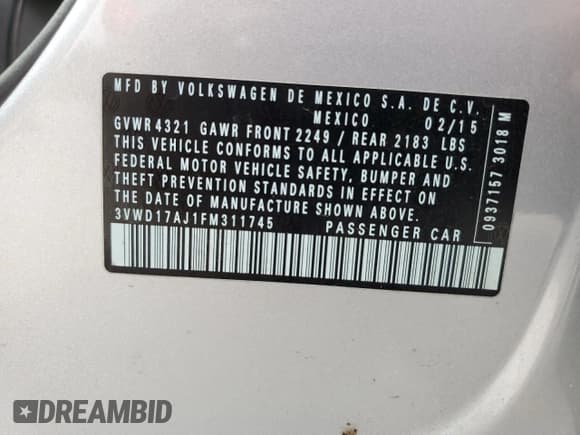 MFD BY VOLKSWAGEN DE MEXICO S.A. DE C.V.
MEXICO 02/15
GVWR 4321 GAWR FRONT 2249 / REAR 2183 LBS
THIS VEHICLE CONFORMS TO ALL APPLICABLE U.S.
FEDERAL MOTOR VEHICLE SAFETY, BUMPER AND
THEFT PREVENTION STANDARDS IN EFFECT ON
THE DATE OF MANUFACTURE SHOWN ABOVE.
3VWD17AJ1FM311745 PASSENGER CAR
0937157 3018 M
DREAMBID